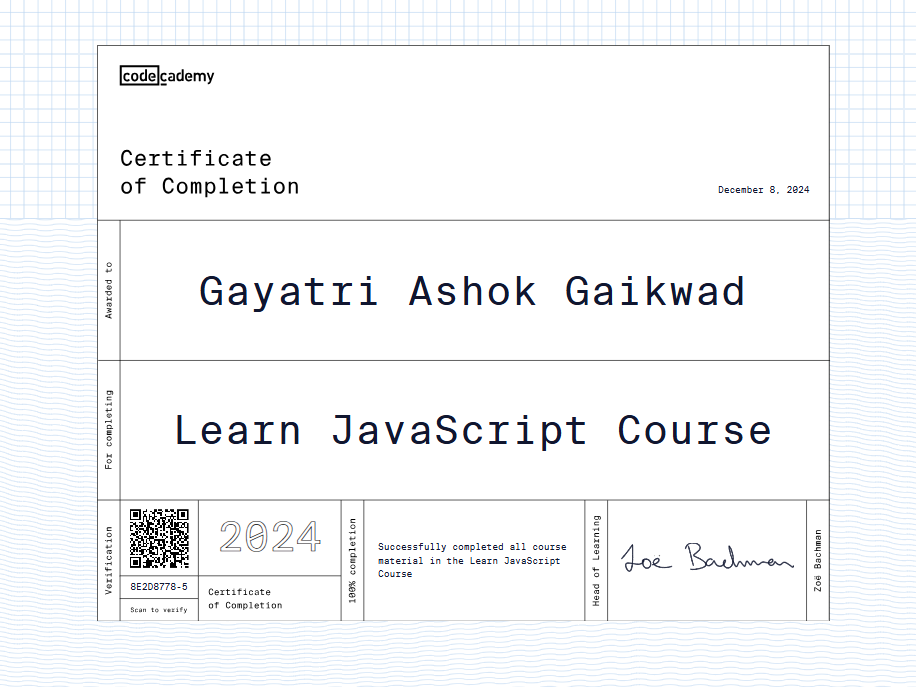 codecademy
Certificate
of Completion
December 8, 2024
Awarded to
Gayatri Ashok Gaikwad
For completing
Learn JavaScript Course
Verification
8E2D8778-5
Scan to verify
2024
Certificate
of Completion
100% completion
Successfully completed all course
material in the Learn JavaScript
Course
Head of Learning
Zoë Bachman
Zoë Bachman